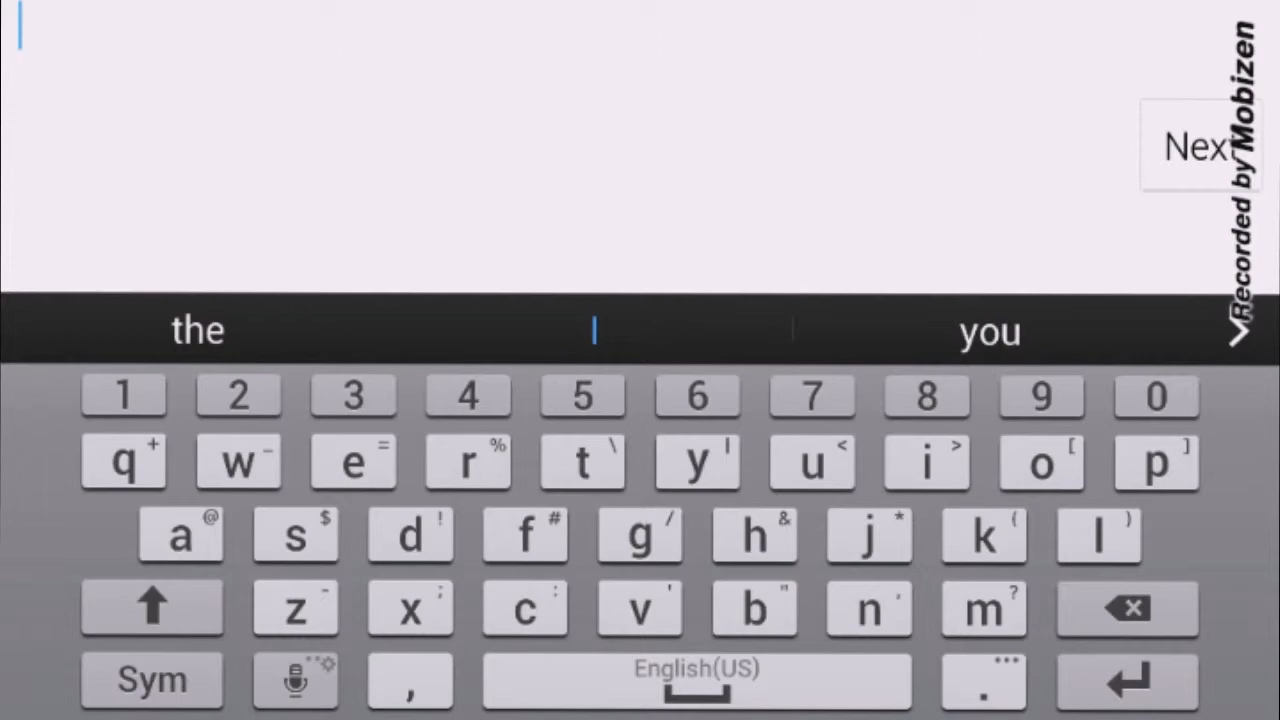 Next
Recorded by Mobizen
the you
1 2 3 4 5 6 7 8 9 0
q + w - e = r % t \ y | u < i > o [ p ]
a @ s $ d ! f # g / h & j * k ( l )
z - x ; c : v ' b " n , m ?
Sym , English(US) . ...